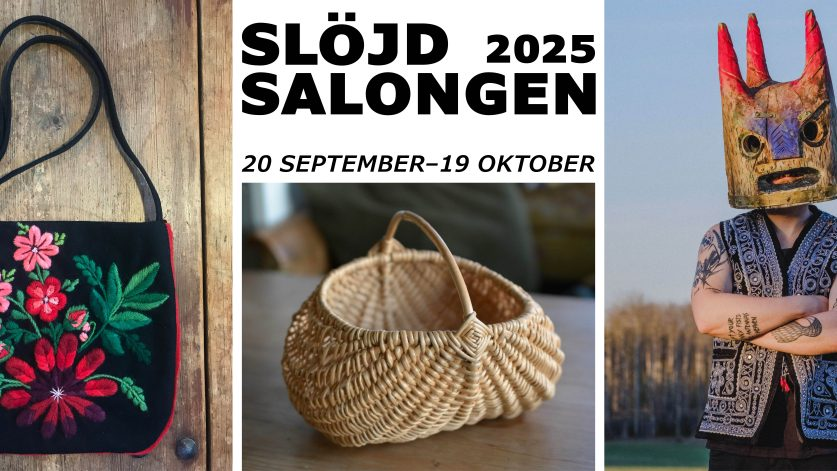 SLÖJD 2025
SALONGEN
20 SEPTEMBER–19 OKTOBER